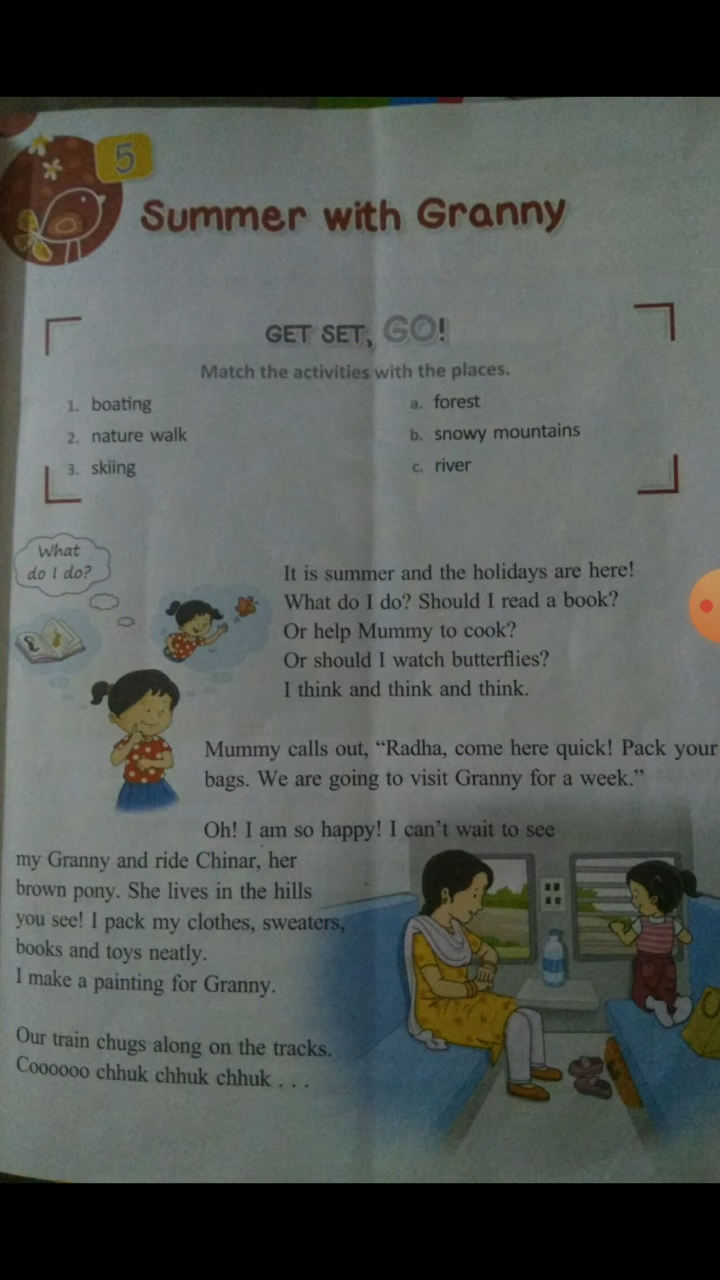 5
Summer with Granny
GET SET, GO!
Match the activities with the places.
1. boating
a. forest
2. nature walk
b. snowy mountains
3. skiing
c. river
What
do I do?
It is summer and the holidays are here!
What do I do? Should I read a book?
Or help Mummy to cook?
Or should I watch butterflies?
I think and think and think.
Mummy calls out, “Radha, come here quick! Pack your
bags. We are going to visit Granny for a week.”
Oh! I am so happy! I can’t wait to see
my Granny and ride Chinar, her
brown pony. She lives in the hills
you see! I pack my clothes, sweaters,
books and toys neatly.
I make a painting for Granny.
Our train chugs along on the tracks.
Coooooo chhuk chhuk chhuk . . .